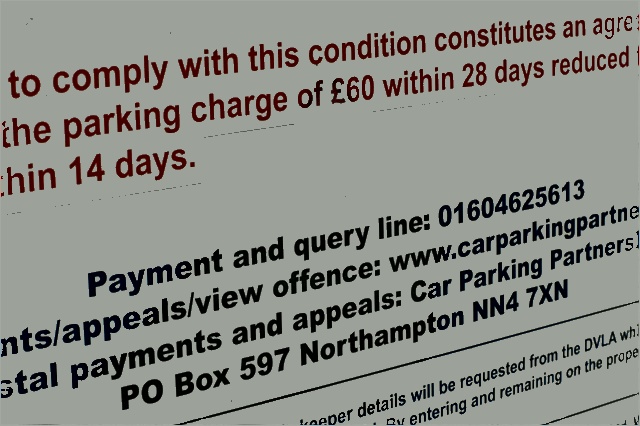 to comply with this condition constitutes an agre
the parking charge of £60 within 28 days reduced
thin 14 days.
Payment and query line: 01604625613
nts/appeals/view offence: www.carparkingpartne
stal payments and appeals: Car Parking Partners
PO Box 597 Northampton NN4 7XN
keeper details will be requested from the DVLA whi
By entering and remaining on the prope